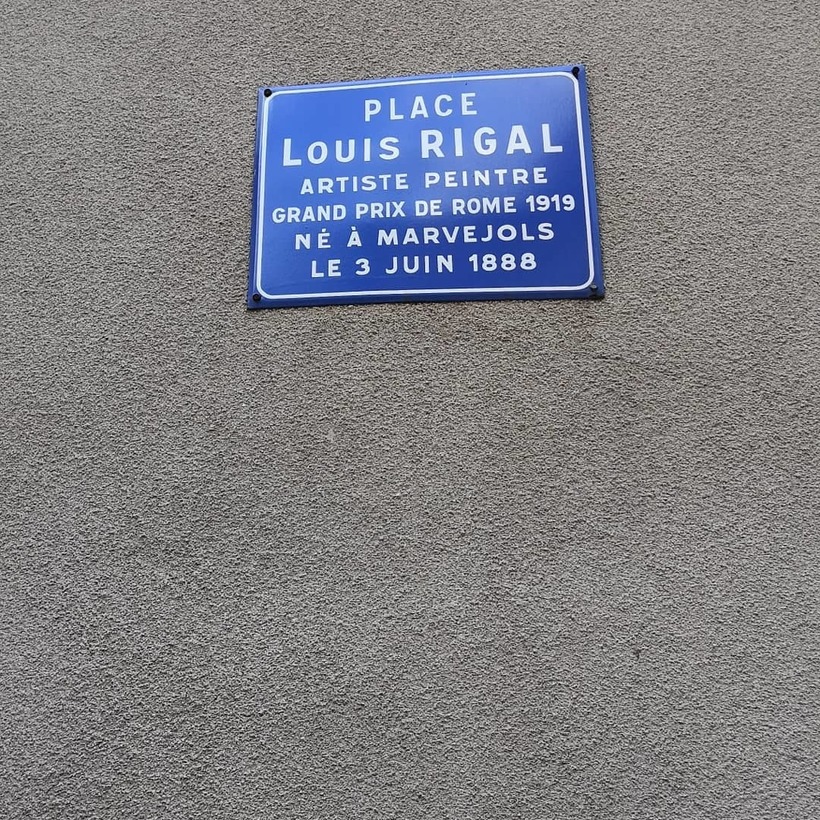 PLACE
LOUIS RIGAL
ARTISTE PEINTRE
GRAND PRIX DE ROME 1919
NÉ À MARVEJOLS
LE 3 JUIN 1888